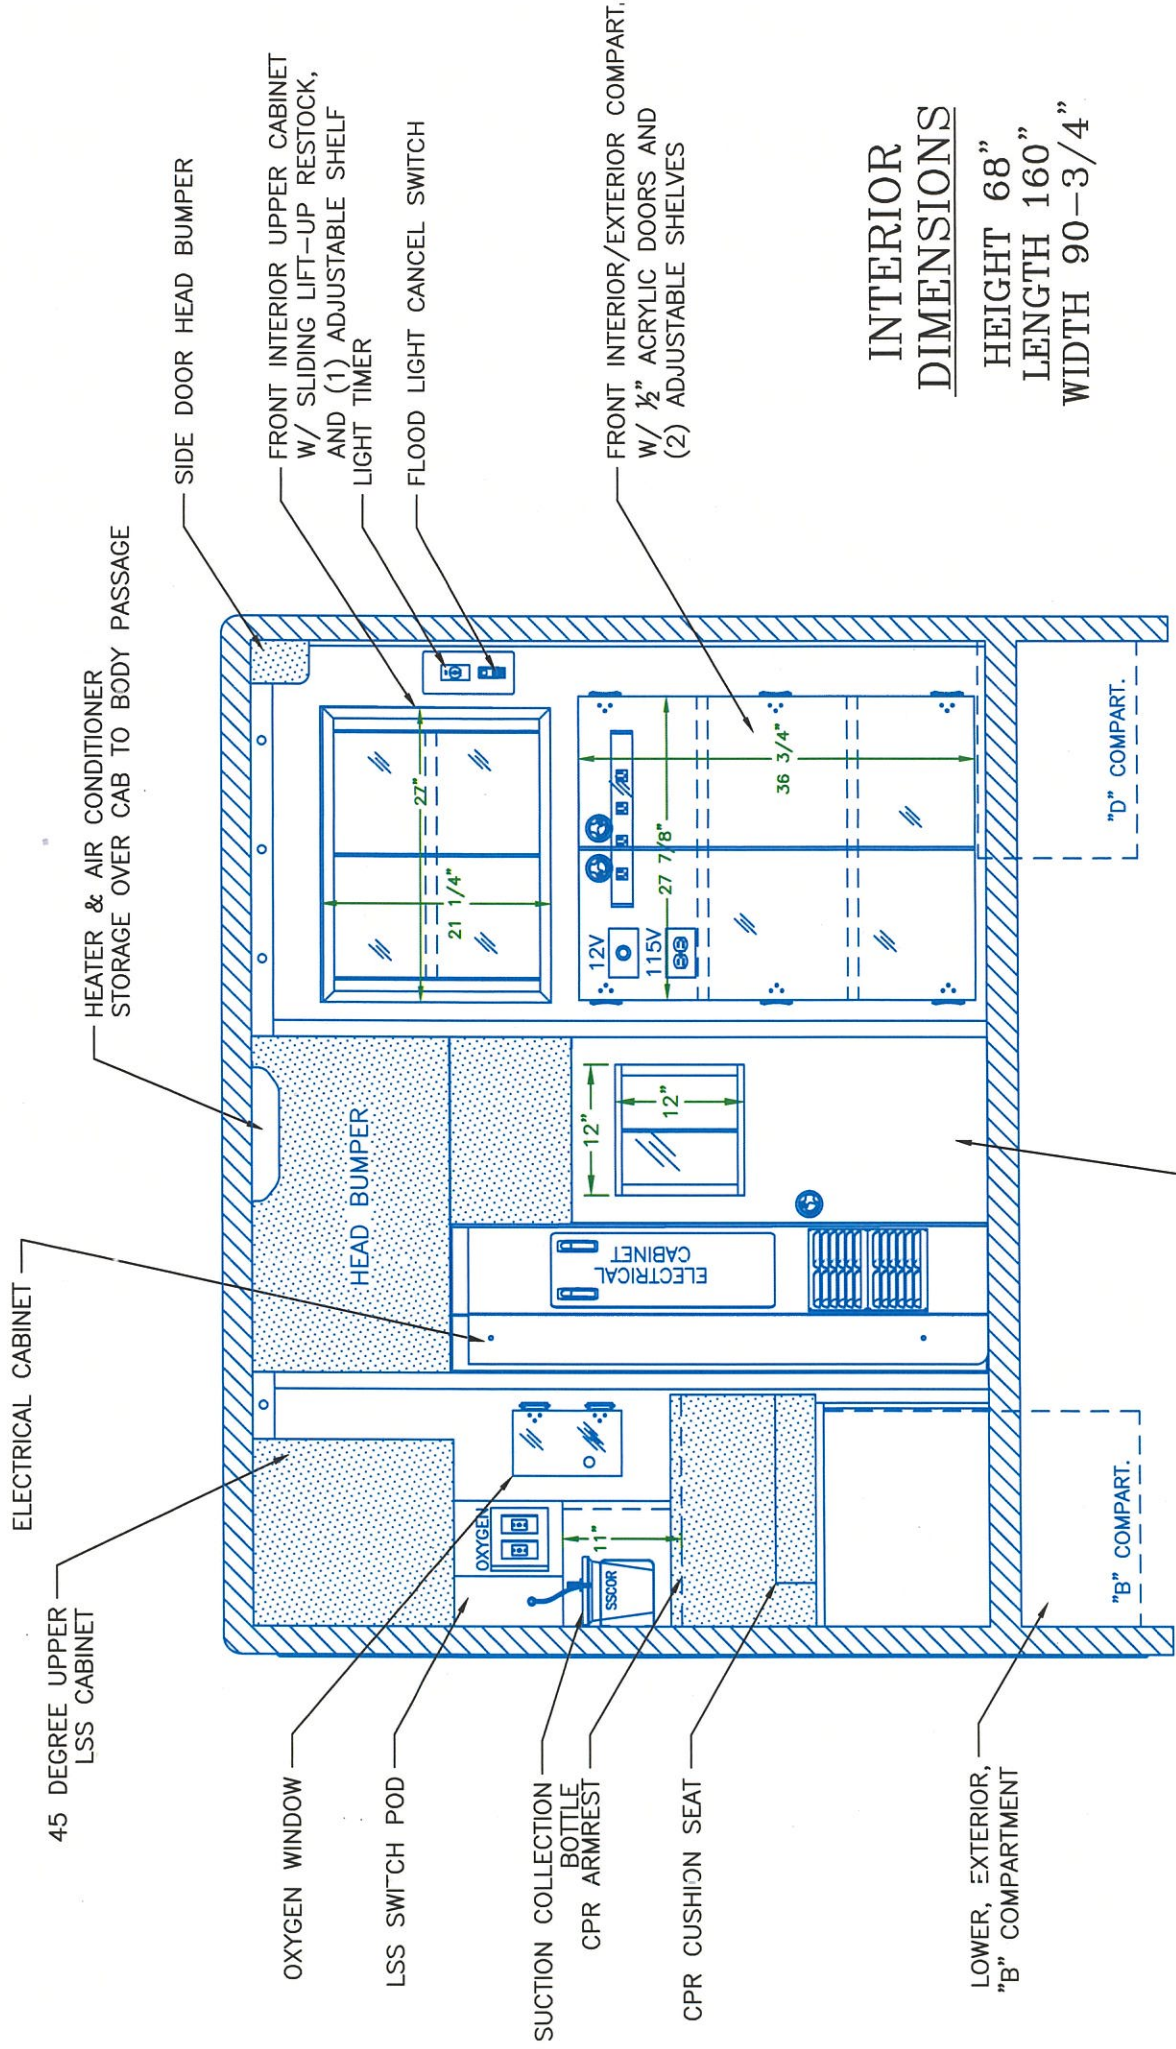 ELECTRICAL CABINET
45 DEGREE UPPER
LSS CABINET
HEATER & AIR CONDITIONER
STORAGE OVER CAB TO BODY PASSAGE
SIDE DOOR HEAD BUMPER
FRONT INTERIOR UPPER CABINET
W/ SLIDING LIFT-UP RESTOCK,
AND (1) ADJUSTABLE SHELF
LIGHT TIMER
FLOOD LIGHT CANCEL SWITCH
FRONT INTERIOR/EXTERIOR COMPART.
W/ ½" ACRYLIC DOORS AND
(2) ADJUSTABLE SHELVES
OXYGEN WINDOW
LSS SWITCH POD
SUCTION COLLECTION
BOTTLE
CPR ARMREST
CPR CUSHION SEAT
LOWER, EXTERIOR,
"B" COMPARTMENT
HEAD BUMPER
27"
21 1/4"
OXYGEN
11"
SSCOR
ELECTRICAL
CABINET
12"
12"
12V
115V
27 7/8"
36 3/4"
"B" COMPART.
"D" COMPART.
INTERIOR
DIMENSIONS
HEIGHT 68"
LENGTH 160"
WIDTH 90-3/4"